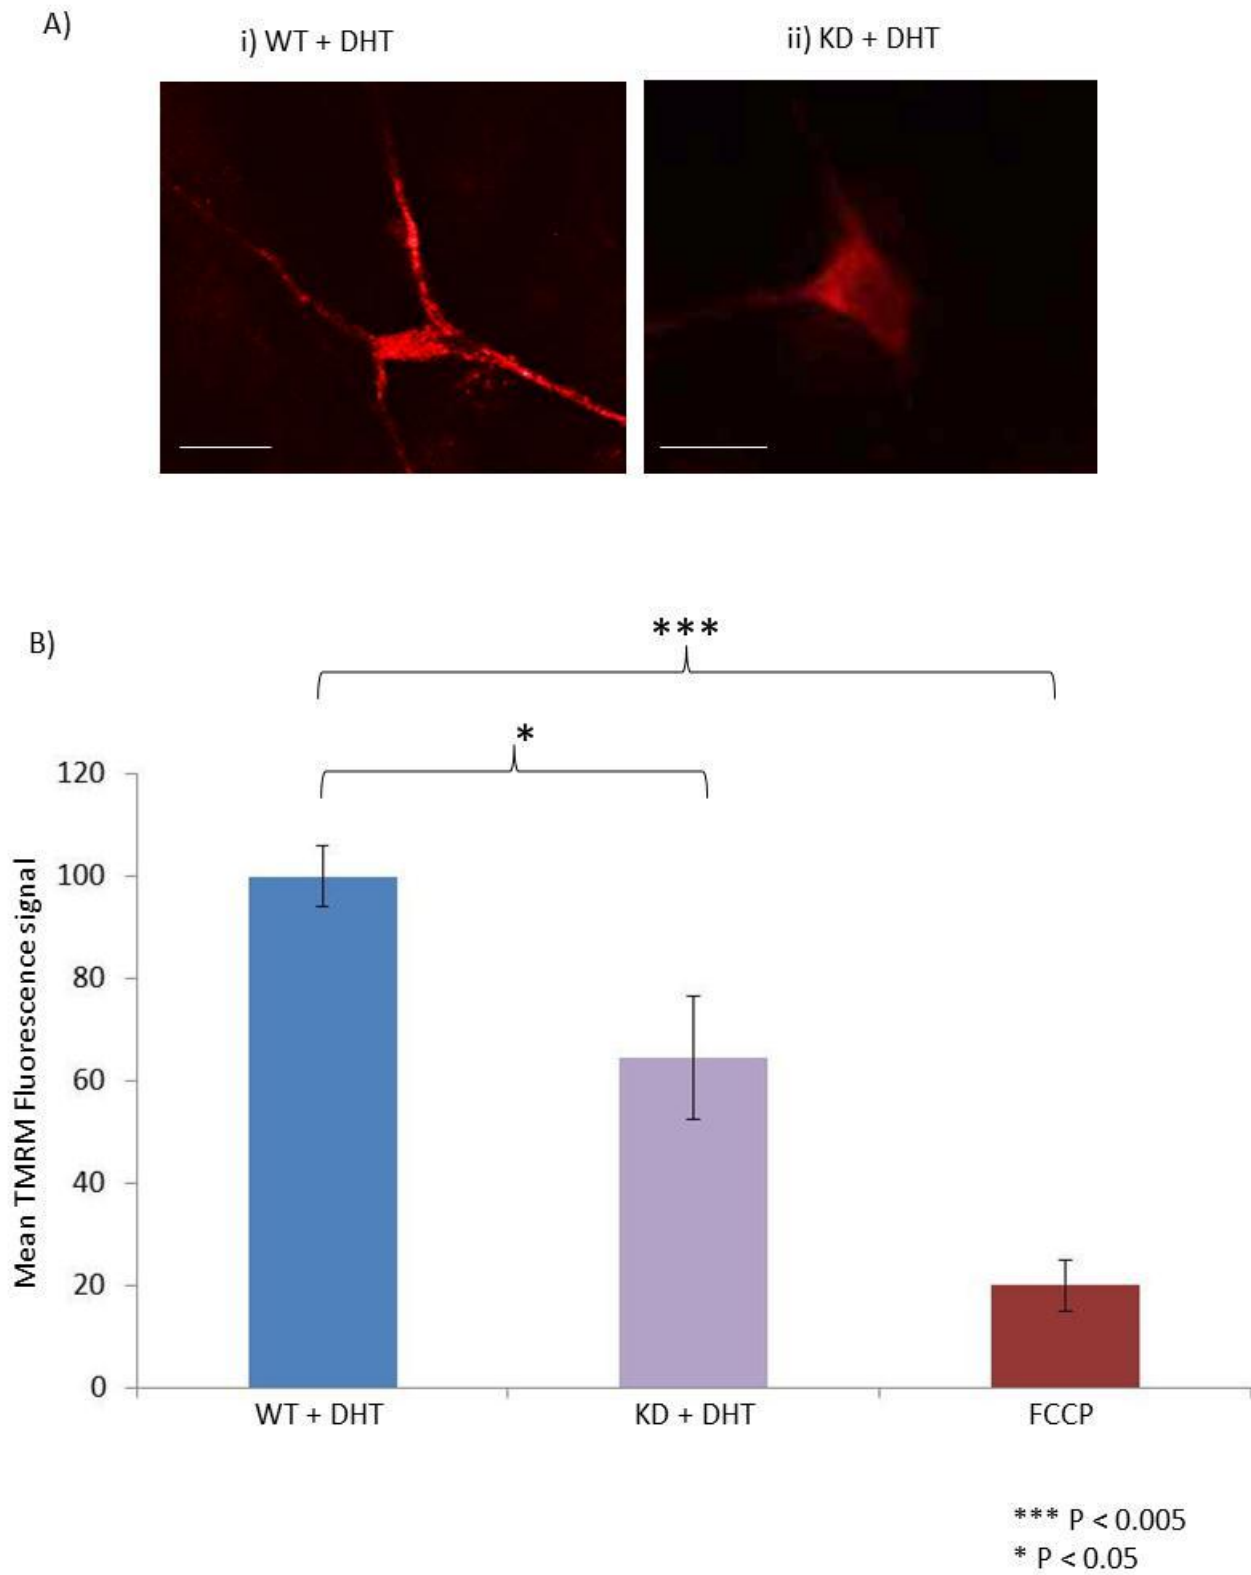 A)
i) WT + DHT
ii) KD + DHT
B)
***
*
120
100
80
60
40
20
0
Mean TMRM Fluorescence signal
WT + DHT
KD + DHT
FCCP
*** P < 0.005
* P < 0.05